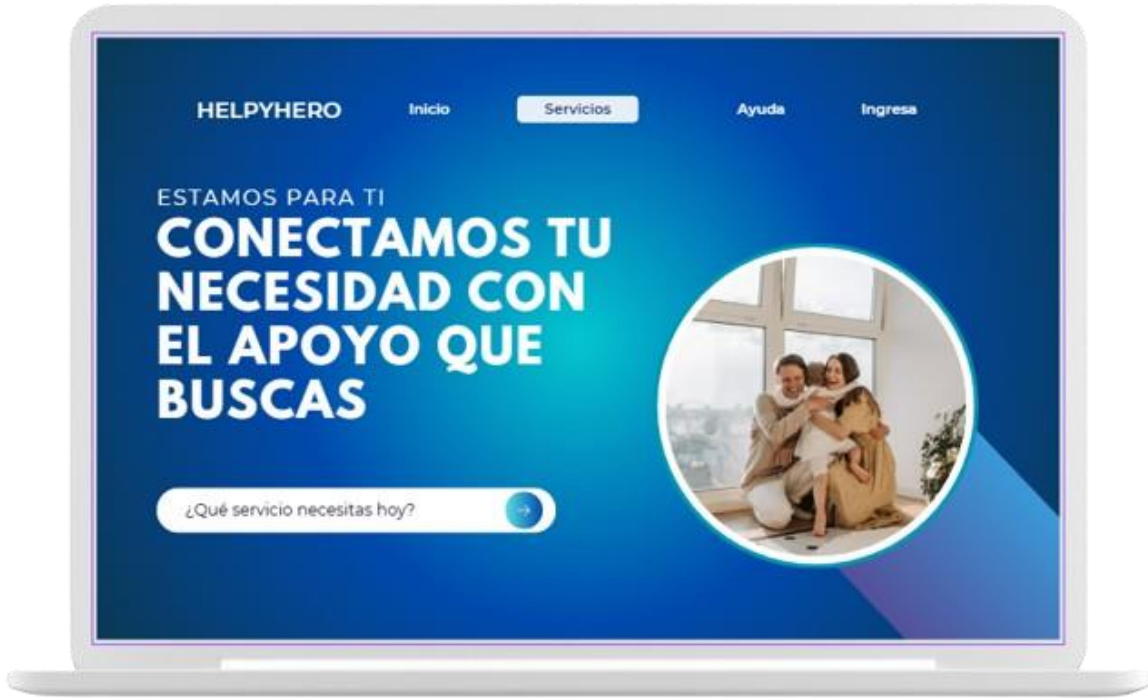 HELPYHERO Inicio Servicios Ayuda Ingresa
ESTAMOS PARA TI
CONECTAMOS TU
NECESIDAD CON
EL APOYO QUE
BUSCAS
¿Qué servicio necesitas hoy?